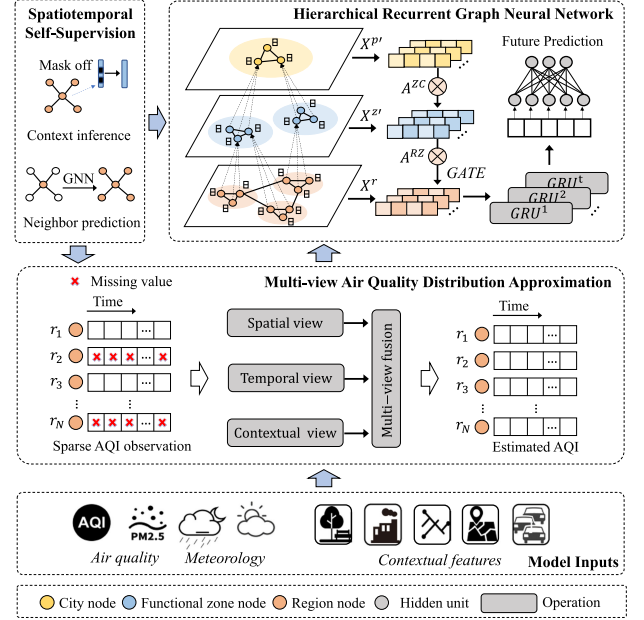 Spatiotemporal
Self-Supervision
Mask off
Context inference
GNN
Neighbor prediction
Hierarchical Recurrent Graph Neural Network
X^{p'}
A^{ZC}
X^{z'}
A^{RZ}
GATE
X^r
Future Prediction
GRU^t
GRU^2
GRU^1
Multi-view Air Quality Distribution Approximation
× Missing value
Time
r_1
r_2
r_3
r_N
...
Sparse AQI observation
Spatial view
Temporal view
Contextual view
Multi−view fusion
Time
r_1
r_2
r_3
r_N
...
Estimated AQI
AQI
PM2.5
Air quality
Meteorology
Contextual features
Model Inputs
City node
Functional zone node
Region node
Hidden unit
Operation